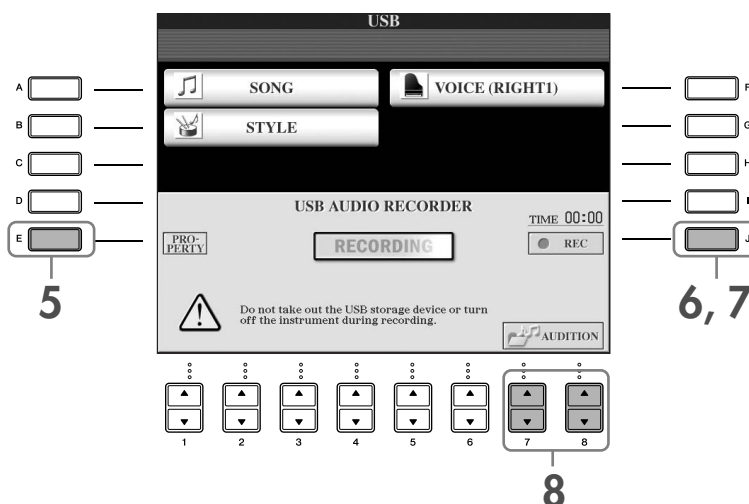 USB
A
SONG
VOICE (RIGHT1)
F
B
STYLE
G
C
H
D
I
USB AUDIO RECORDER
TIME 00:00
E
PRO-
PERTY
RECORDING
REC
J
5
6, 7
Do not take out the USB storage device or turn
off the instrument during recording.
AUDITION
1 2 3 4 5 6 7 8
8